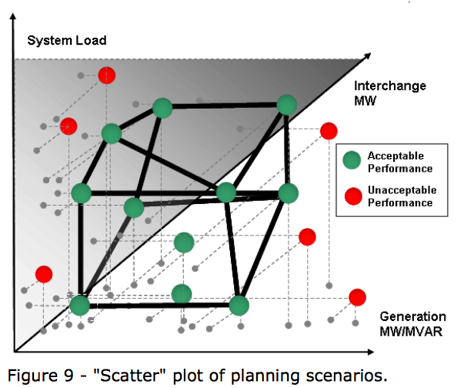 System Load
Interchange
MW
Acceptable
Performance
Unacceptable
Performance
Generation
MW/MVAR
Figure 9 - "Scatter" plot of planning scenarios.